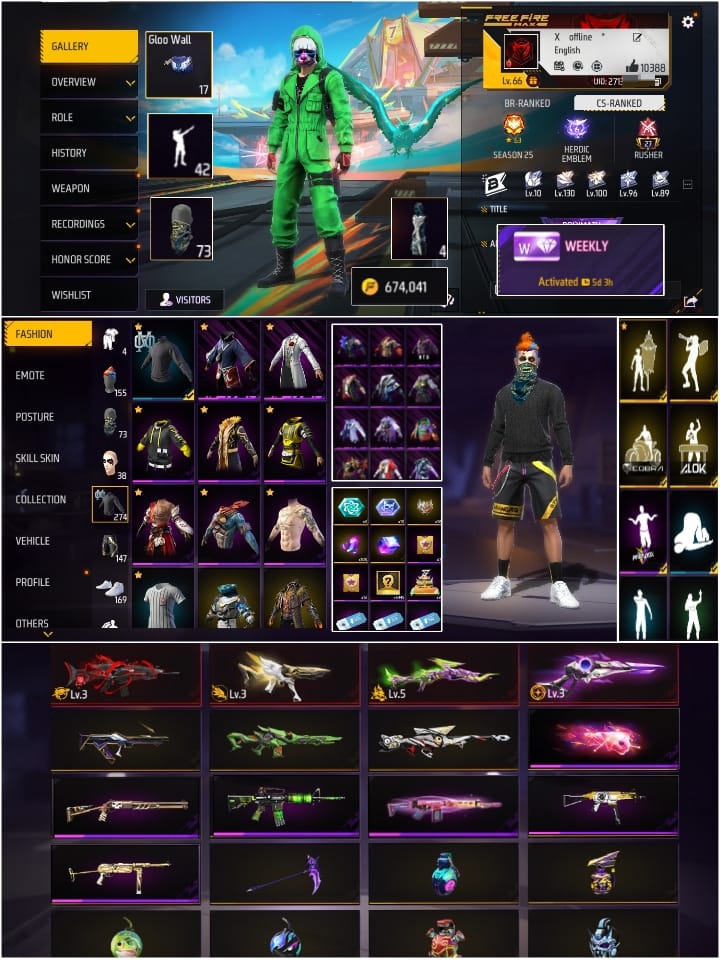 GALLERY
OVERVIEW
ROLE
HISTORY
WEAPON
RECORDINGS
HONOR SCORE
WISHLIST
Gloo Wall
17
42
73
4
VISITORS
674,041
FREE FIRE
MAX
X offline *
English
10388
Lv.66
UID: 271
BR-RANKED
CS-RANKED
SEASON 25
HEROIC
EMBLEM
RUSHER
27
Lv.10
Lv.130
Lv.100
Lv.96
Lv.89
TITLE
W
WEEKLY
Activated 5d 3h
FASHION
EMOTE
POSTURE
SKILL SKIN
COLLECTION
VEHICLE
PROFILE
OTHERS
4
155
73
38
274
147
169
COBRA
ALOK
Lv.3
Lv.3
Lv.5
Lv.3